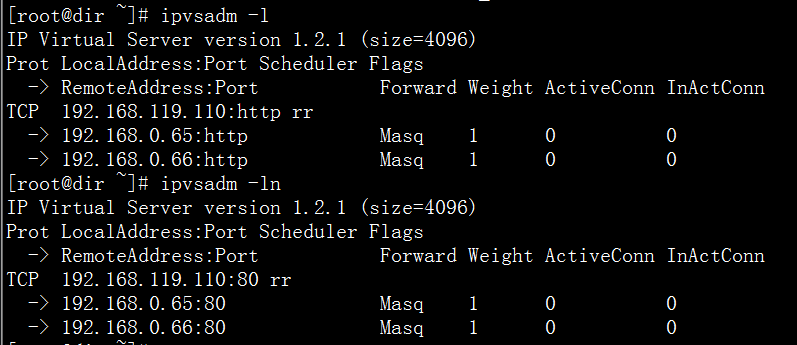 [root@dir ~]# ipvsadm -l
IP Virtual Server version 1.2.1 (size=4096)
Prot LocalAddress:Port Scheduler Flags
-> RemoteAddress:Port Forward Weight ActiveConn InActConn
TCP 192.168.119.110:http rr
-> 192.168.0.65:http Masq 1 0 0
-> 192.168.0.66:http Masq 1 0 0
[root@dir ~]# ipvsadm -ln
IP Virtual Server version 1.2.1 (size=4096)
Prot LocalAddress:Port Scheduler Flags
-> RemoteAddress:Port Forward Weight ActiveConn InActConn
TCP 192.168.119.110:80 rr
-> 192.168.0.65:80 Masq 1 0 0
-> 192.168.0.66:80 Masq 1 0 0